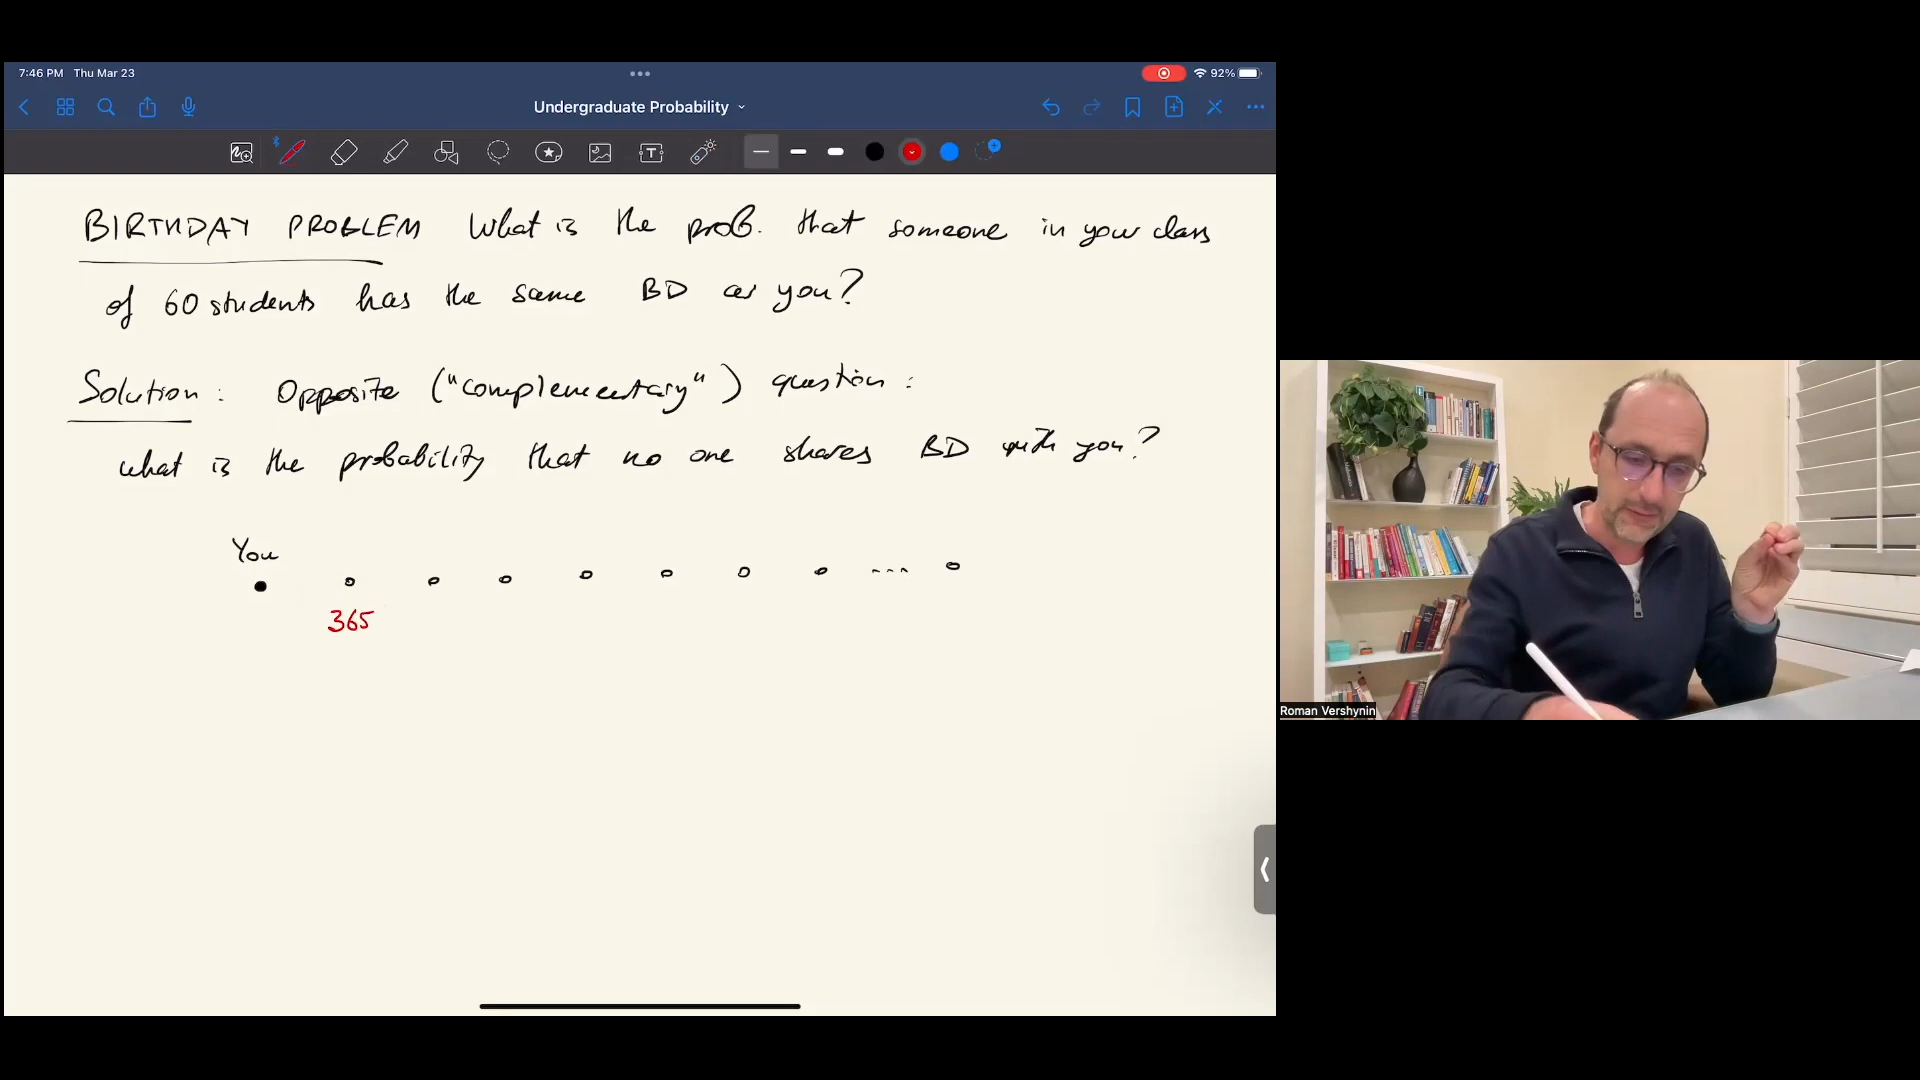 7:46 PM Thu Mar 23
92%
Undergraduate Probability
BIRTHDAY PROBLEM What is the prob. that someone in your class
of 60 students has the same BD as you?
Solution: Opposite ("complementary") question:
what is the probability that no one shares BD with you?
You
....
365
Roman Vershynin